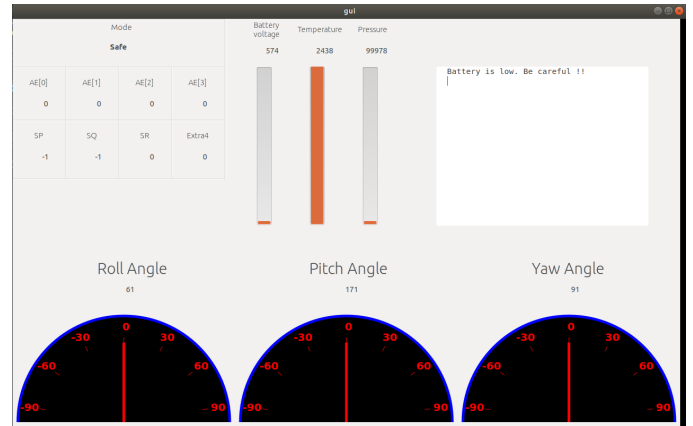 gui
Mode
Safe
Battery voltage
Temperature
Pressure
574
2438
99978
AE[0]
AE[1]
AE[2]
AE[3]
0
0
0
0
SP
SQ
SR
Extra4
-1
-1
0
0
Battery is low. Be careful !!
Roll Angle
61
Pitch Angle
171
Yaw Angle
91
-90
-60
-30
0
30
60
90
-90
-60
-30
0
30
60
90
-90
-60
-30
0
30
60
90